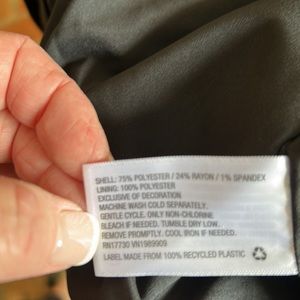 SHELL: 75% POLYESTER / 24% RAYON / 1% SPANDEX
LINING: 100% POLYESTER
EXCLUSIVE OF DECORATION
MACHINE WASH COLD SEPARATELY.
GENTLE CYCLE. ONLY NON-CHLORINE
BLEACH IF NEEDED. TUMBLE DRY LOW.
REMOVE PROMPTLY. COOL IRON IF NEEDED.
RN17730 VN1989909
LABEL MADE FROM 100% RECYCLED PLASTIC